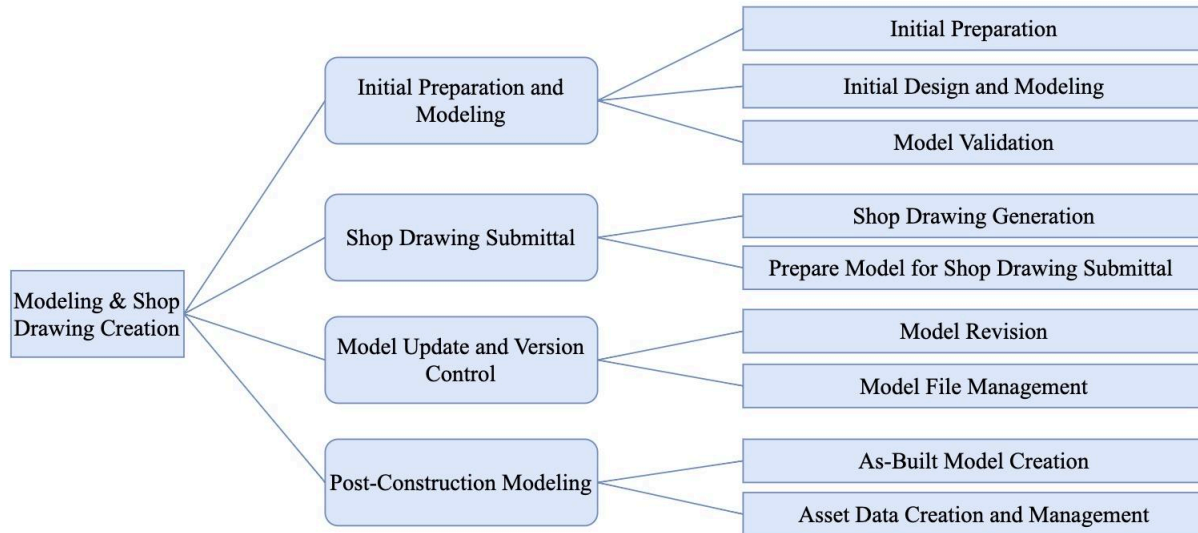 Modeling & Shop
Drawing Creation
Initial Preparation and
Modeling
Initial Preparation
Initial Design and Modeling
Model Validation
Shop Drawing Submittal
Shop Drawing Generation
Prepare Model for Shop Drawing Submittal
Model Update and Version
Control
Model Revision
Model File Management
Post-Construction Modeling
As-Built Model Creation
Asset Data Creation and Management